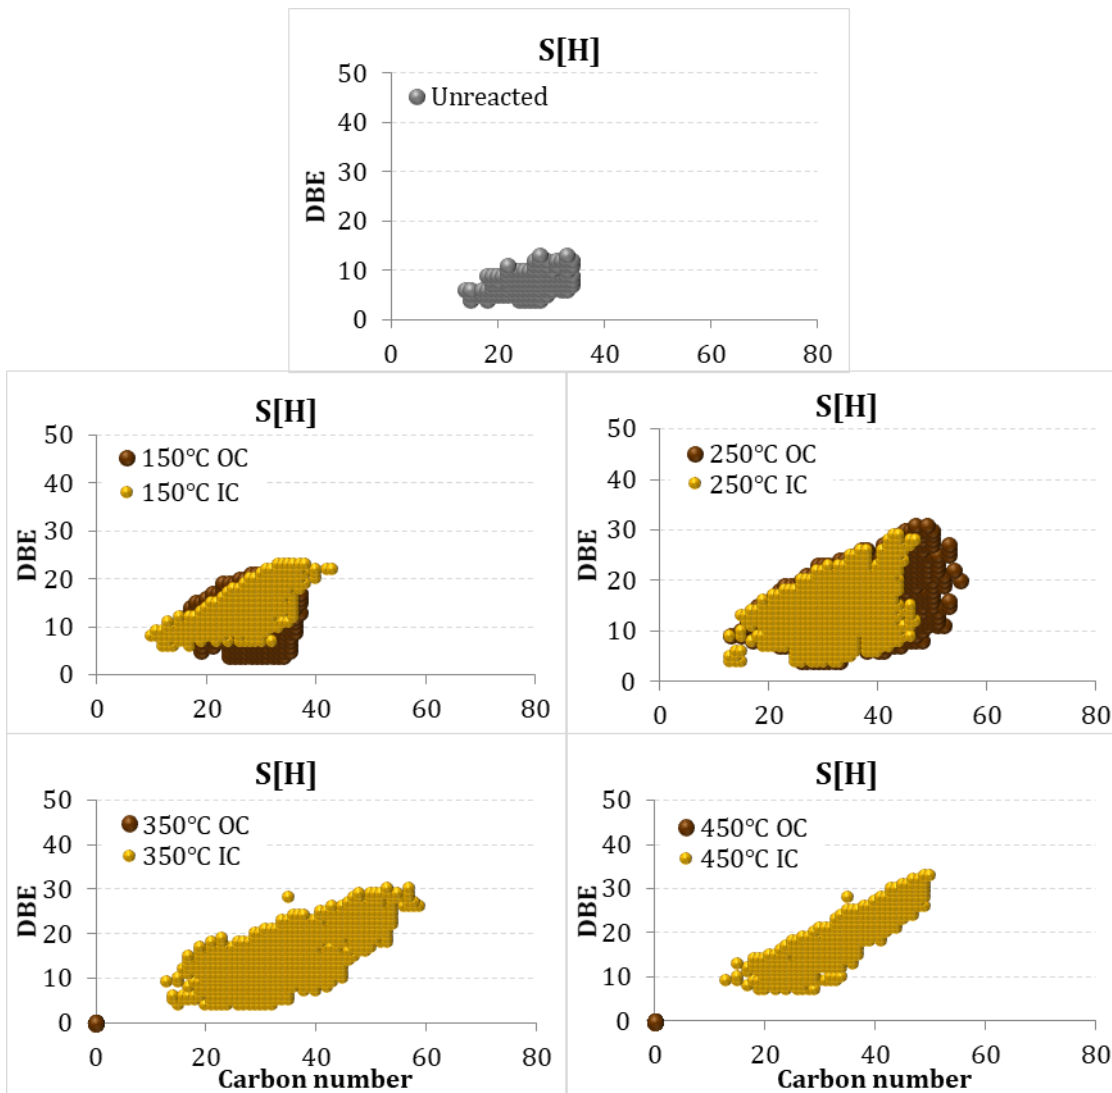 S[H]
50
Unreacted
40
30
DBE
20
10
0
0 20 40 60 80
S[H]
50
150°C OC
40
150°C IC
30
DBE
20
10
0
0 20 40 60 80
S[H]
50
250°C OC
40
250°C IC
30
DBE
20
10
0
0 20 40 60 80
S[H]
50
350°C OC
40
350°C IC
30
DBE
20
10
0
0 20 40 60 80
Carbon number
S[H]
50
450°C OC
40
450°C IC
30
DBE
20
10
0
0 20 40 60 80
Carbon number